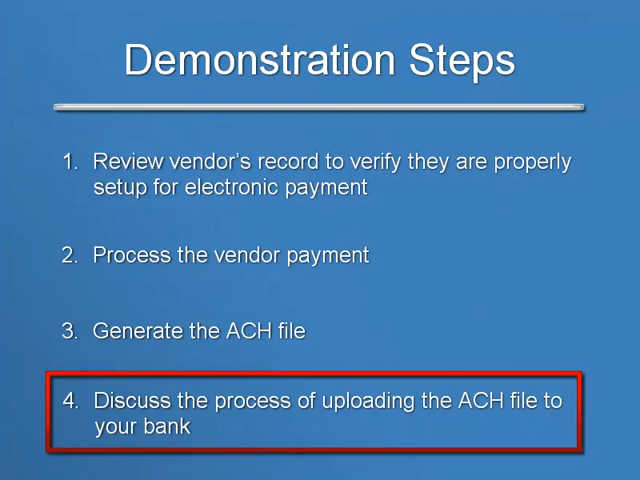 Demonstration Steps
1. Review vendor's record to verify they are properly
setup for electronic payment
2. Process the vendor payment
3. Generate the ACH file
4. Discuss the process of uploading the ACH file to
your bank